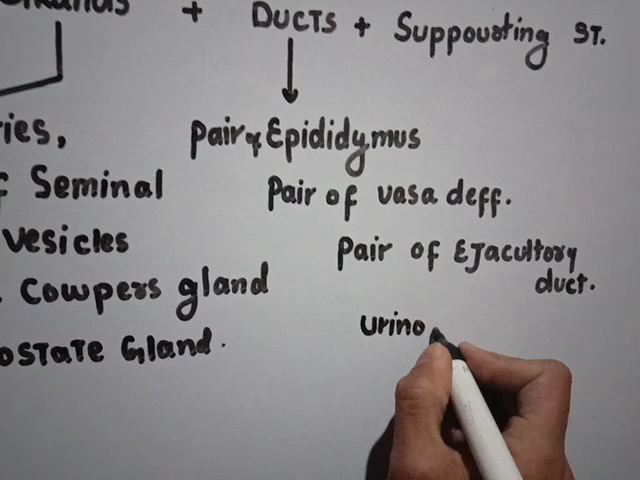 + Ducts + Suppousting ST.
ries, Pair of Epididymus
Seminal Pair of vasa deff.
vesicles Pair of Ejacultory
Cowpers gland duct.
ostate Gland. urino